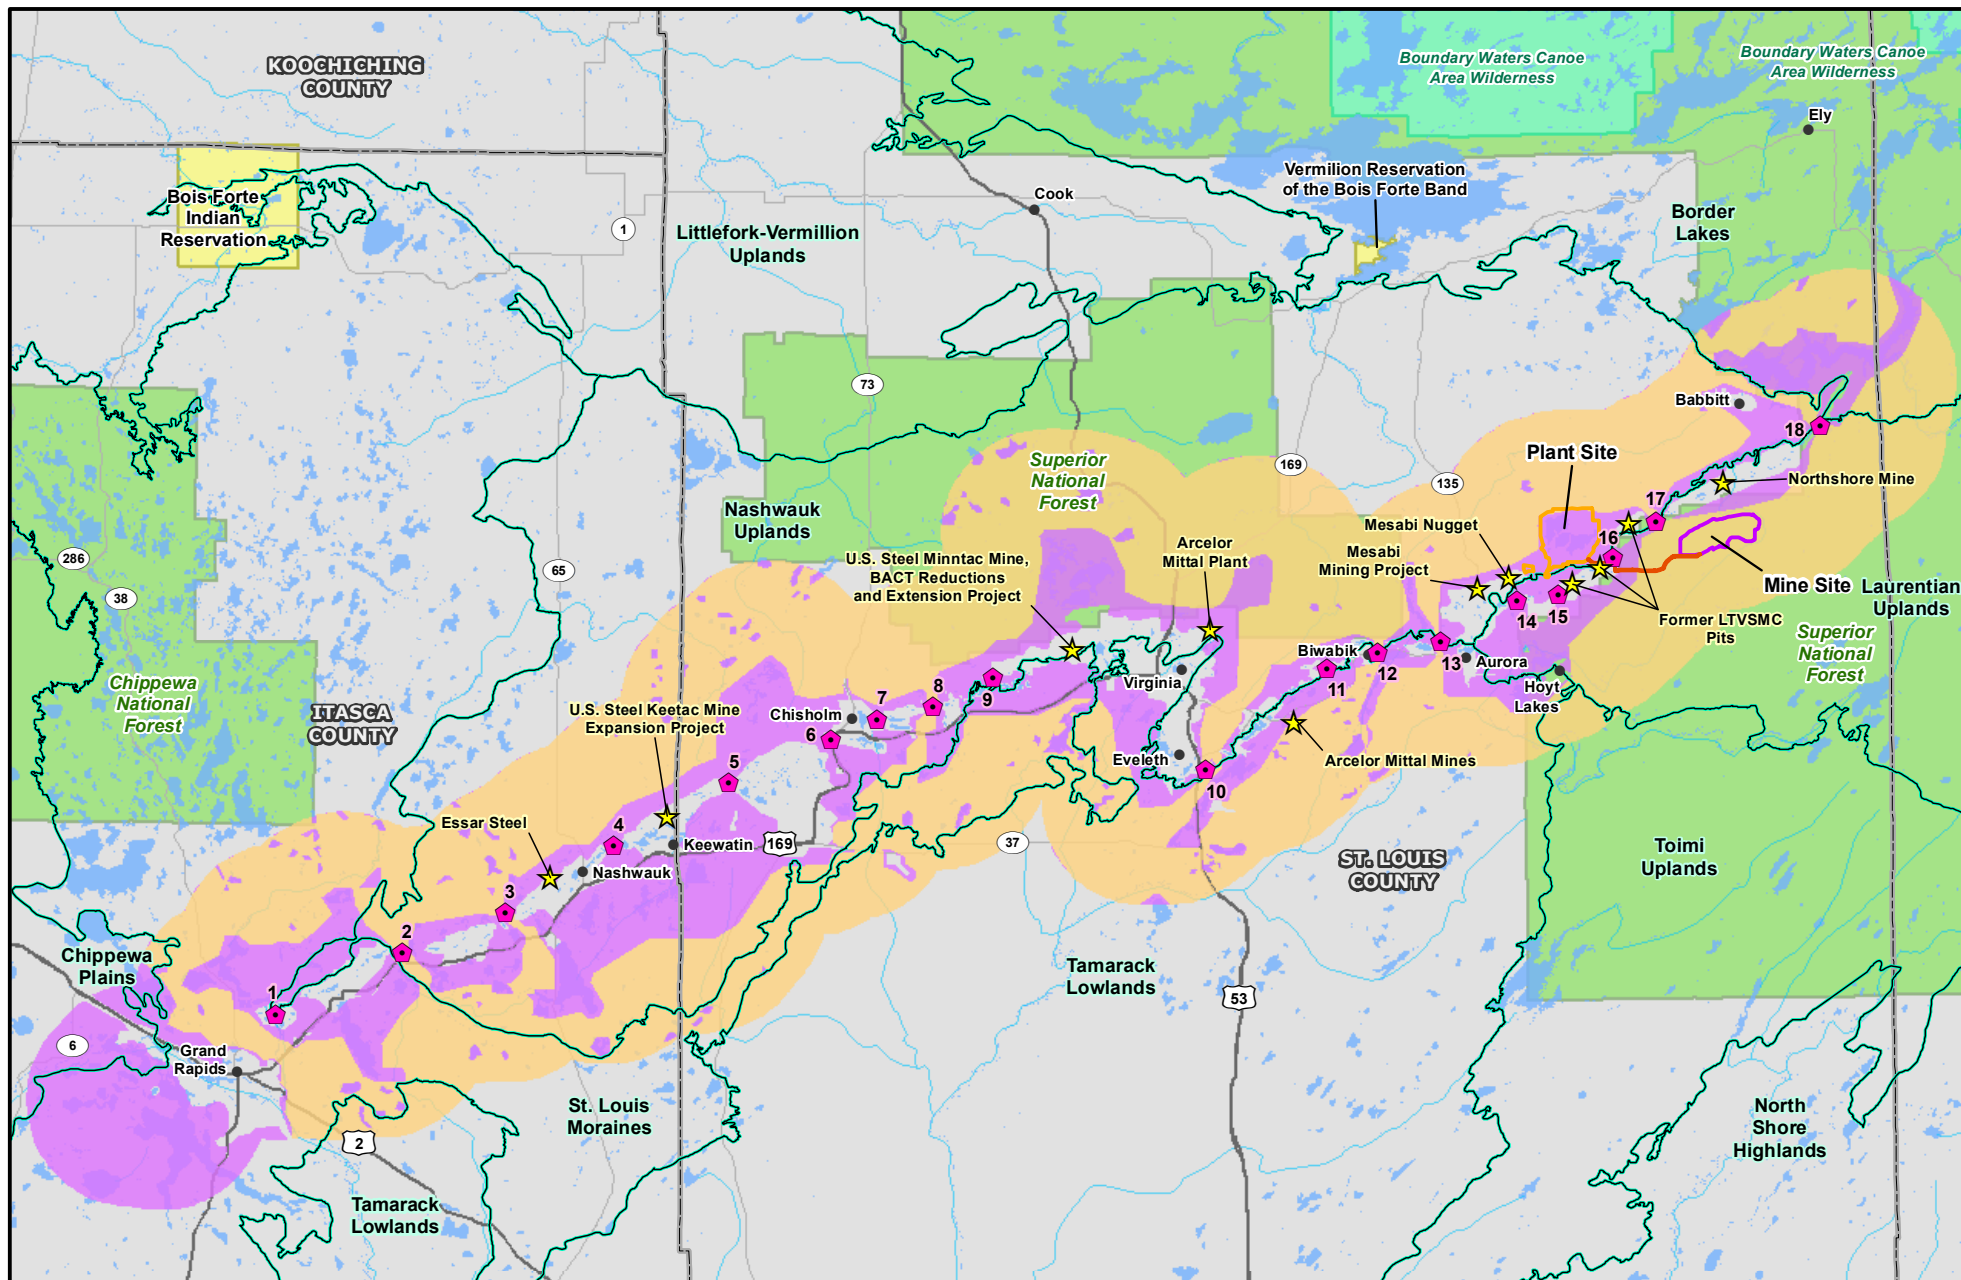 KOOCHICHING
COUNTY
Boundary Waters Canoe
Area Wilderness
Boundary Waters Canoe
Area Wilderness
Ely
Bois Forte
Indian
Reservation
1
Littlefork-Vermillion
Uplands
Cook
Vermilion Reservation
of the Bois Forte Band
Border
Lakes
73
169
135
Babbitt
18
Superior
National
Forest
Plant Site
Northshore Mine
17
16
Nashwauk
Uplands
U.S. Steel Minntac Mine,
BACT Reductions
and Extension Project
Arcelor
Mittal Plant
Mesabi Nugget
Mesabi
Mining Project
Mine Site
Laurentian
Uplands
14
15
Former LTVSMC
Pits
Superior
National
Forest
286
38
65
Biwabik
11
12
13
Aurora
Hoyt
Lakes
Virginia
Chippewa
National
Forest
ITASCA
COUNTY
U.S. Steel Keetac Mine
Expansion Project
Chisholm
6
7
8
9
5
Eveleth
10
Arcelor Mittal Mines
Essar Steel
4
Keewatin
169
37
ST. LOUIS
COUNTY
Toimi
Uplands
3
Nashwauk
2
Chippewa
Plains
1
Tamarack
Lowlands
53
6
Grand
Rapids
2
St. Louis
Moraines
North
Shore
Highlands
Tamarack
Lowlands